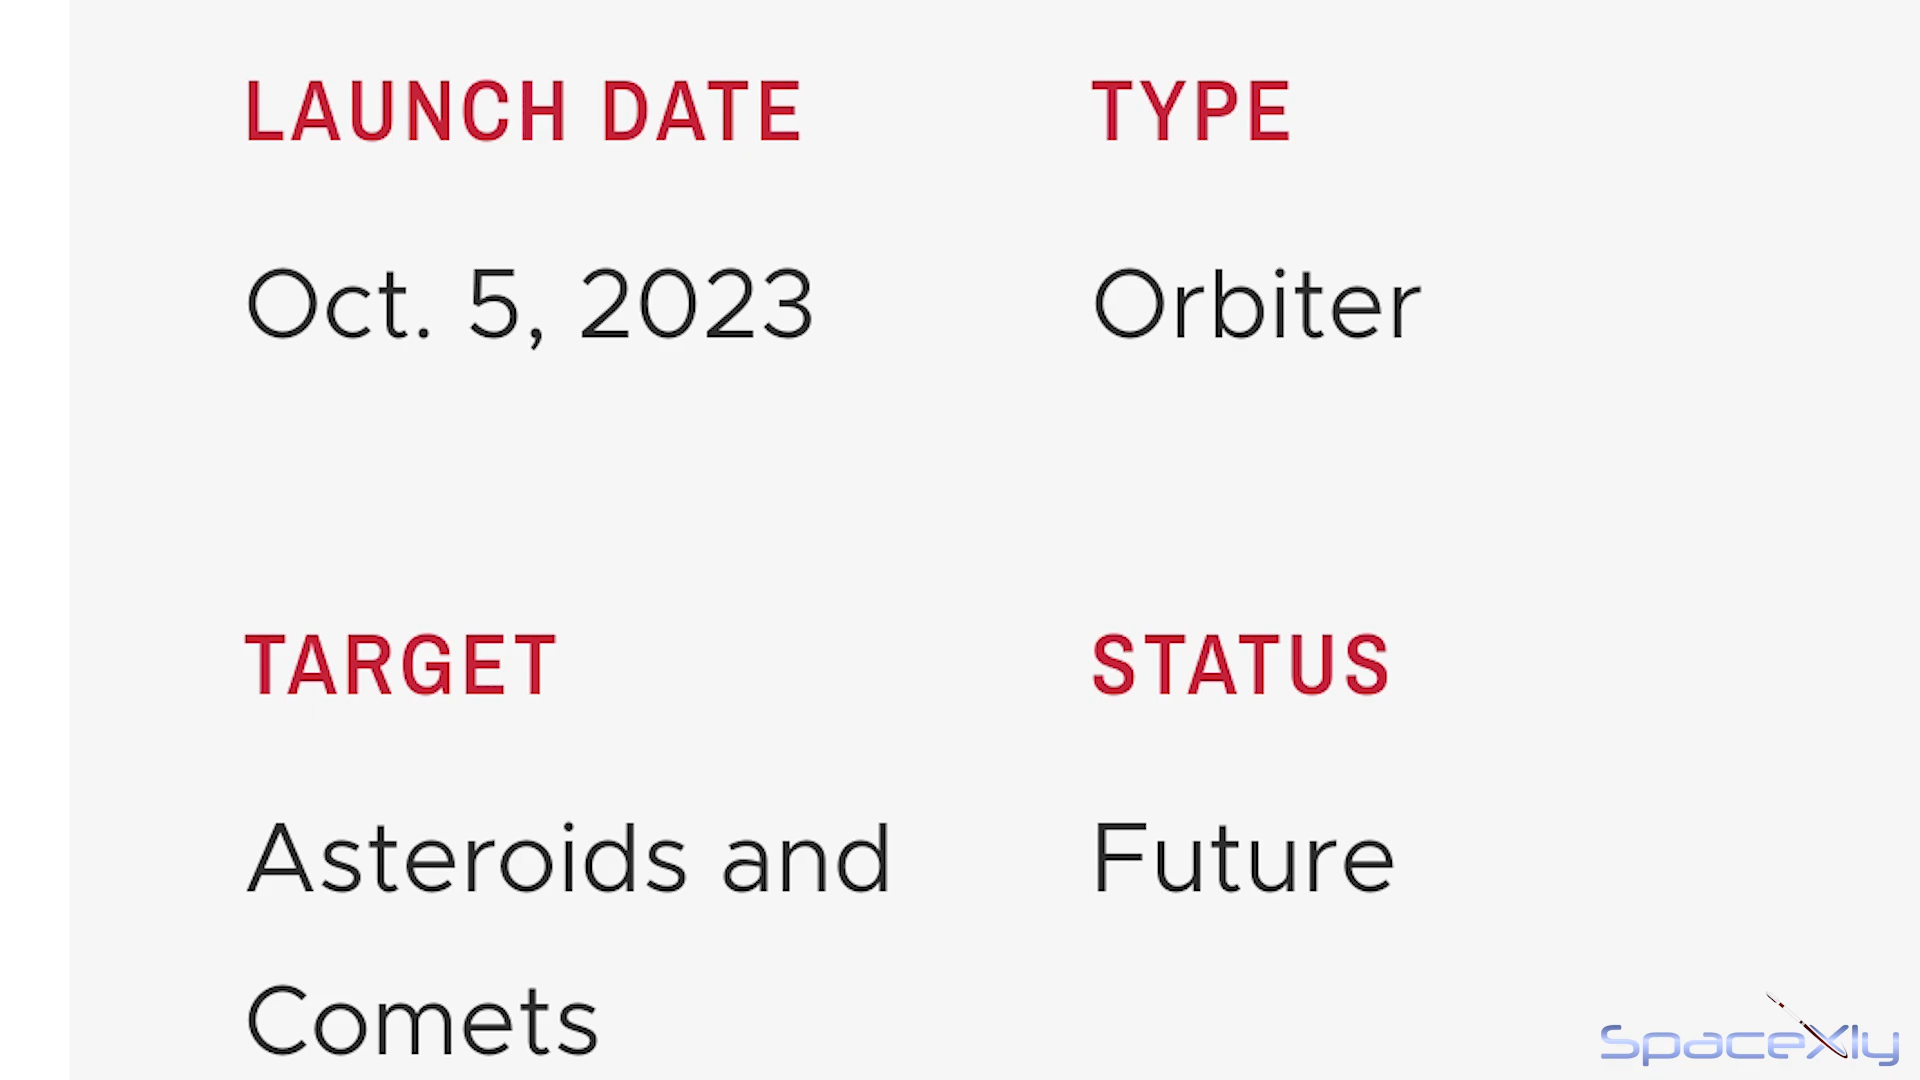 LAUNCH DATE
TYPE
Oct. 5, 2023
Orbiter
TARGET
STATUS
Asteroids and
Future
Comets
SpaceXly